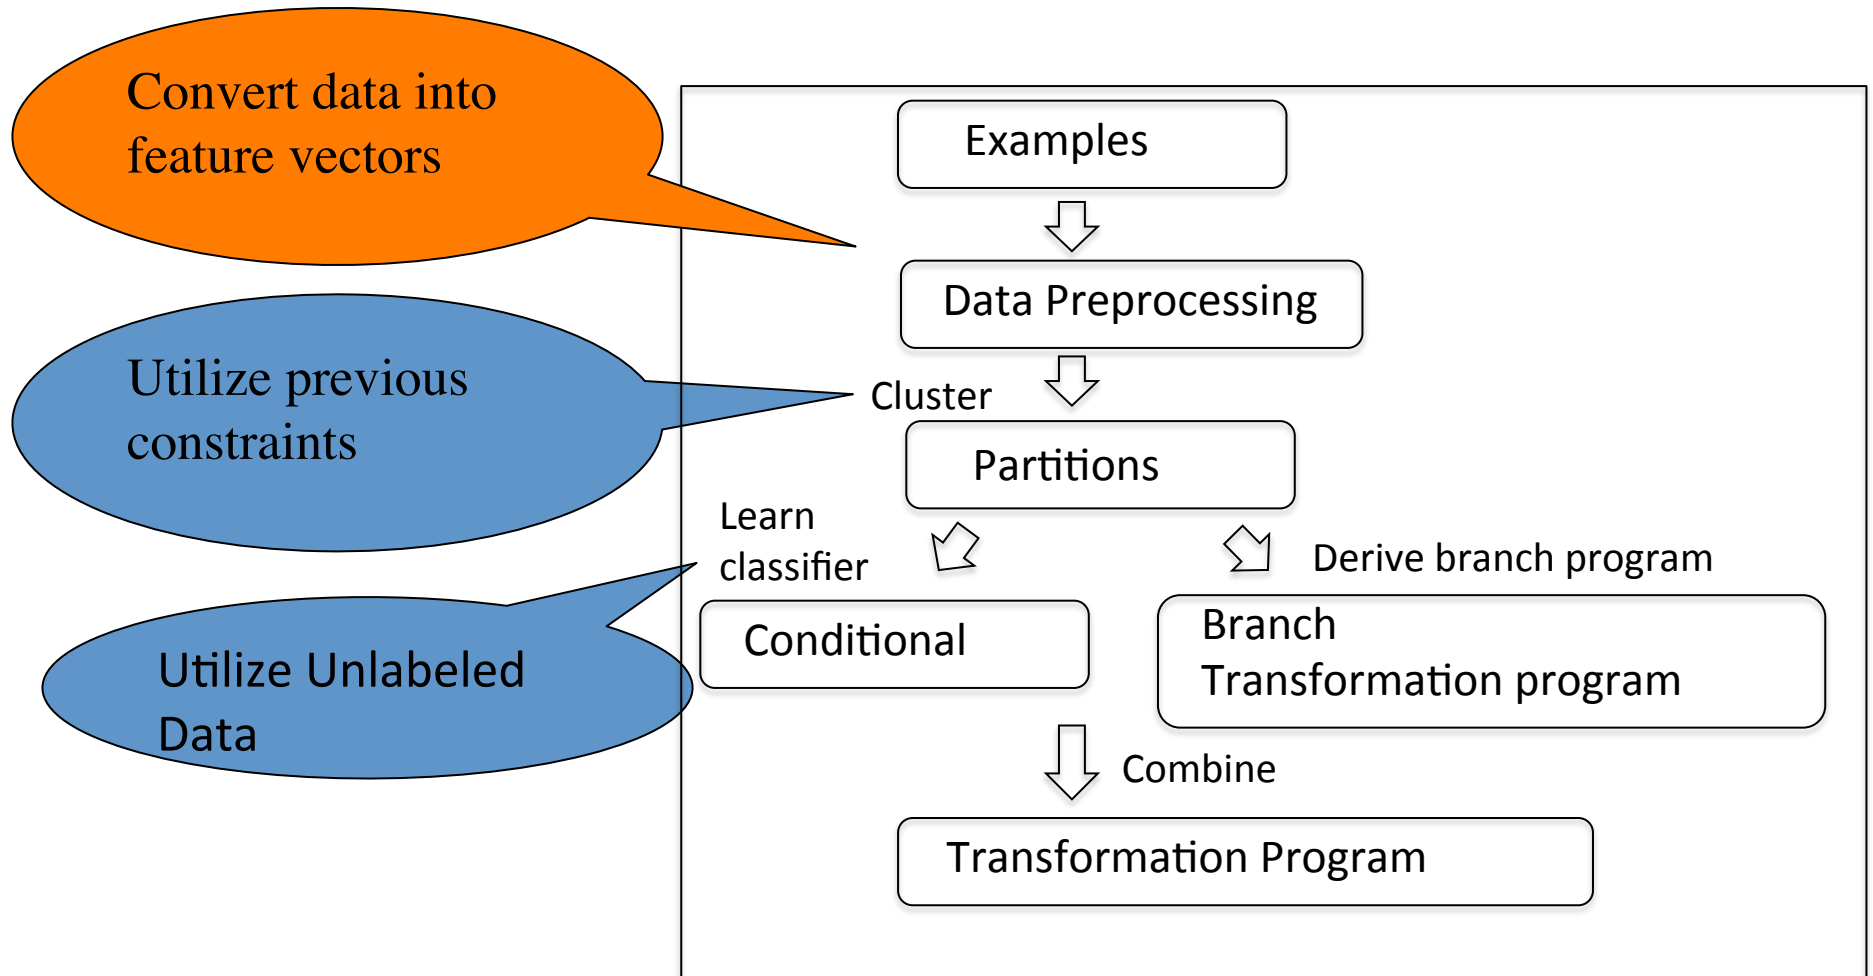 Convert data into
feature vectors
Examples
Data Preprocessing
Utilize previous
constraints
Cluster
Partitions
Learn
classifier
Derive branch program
Utilize Unlabeled
Data
Conditional
Branch
Transformation program
Combine
Transformation Program